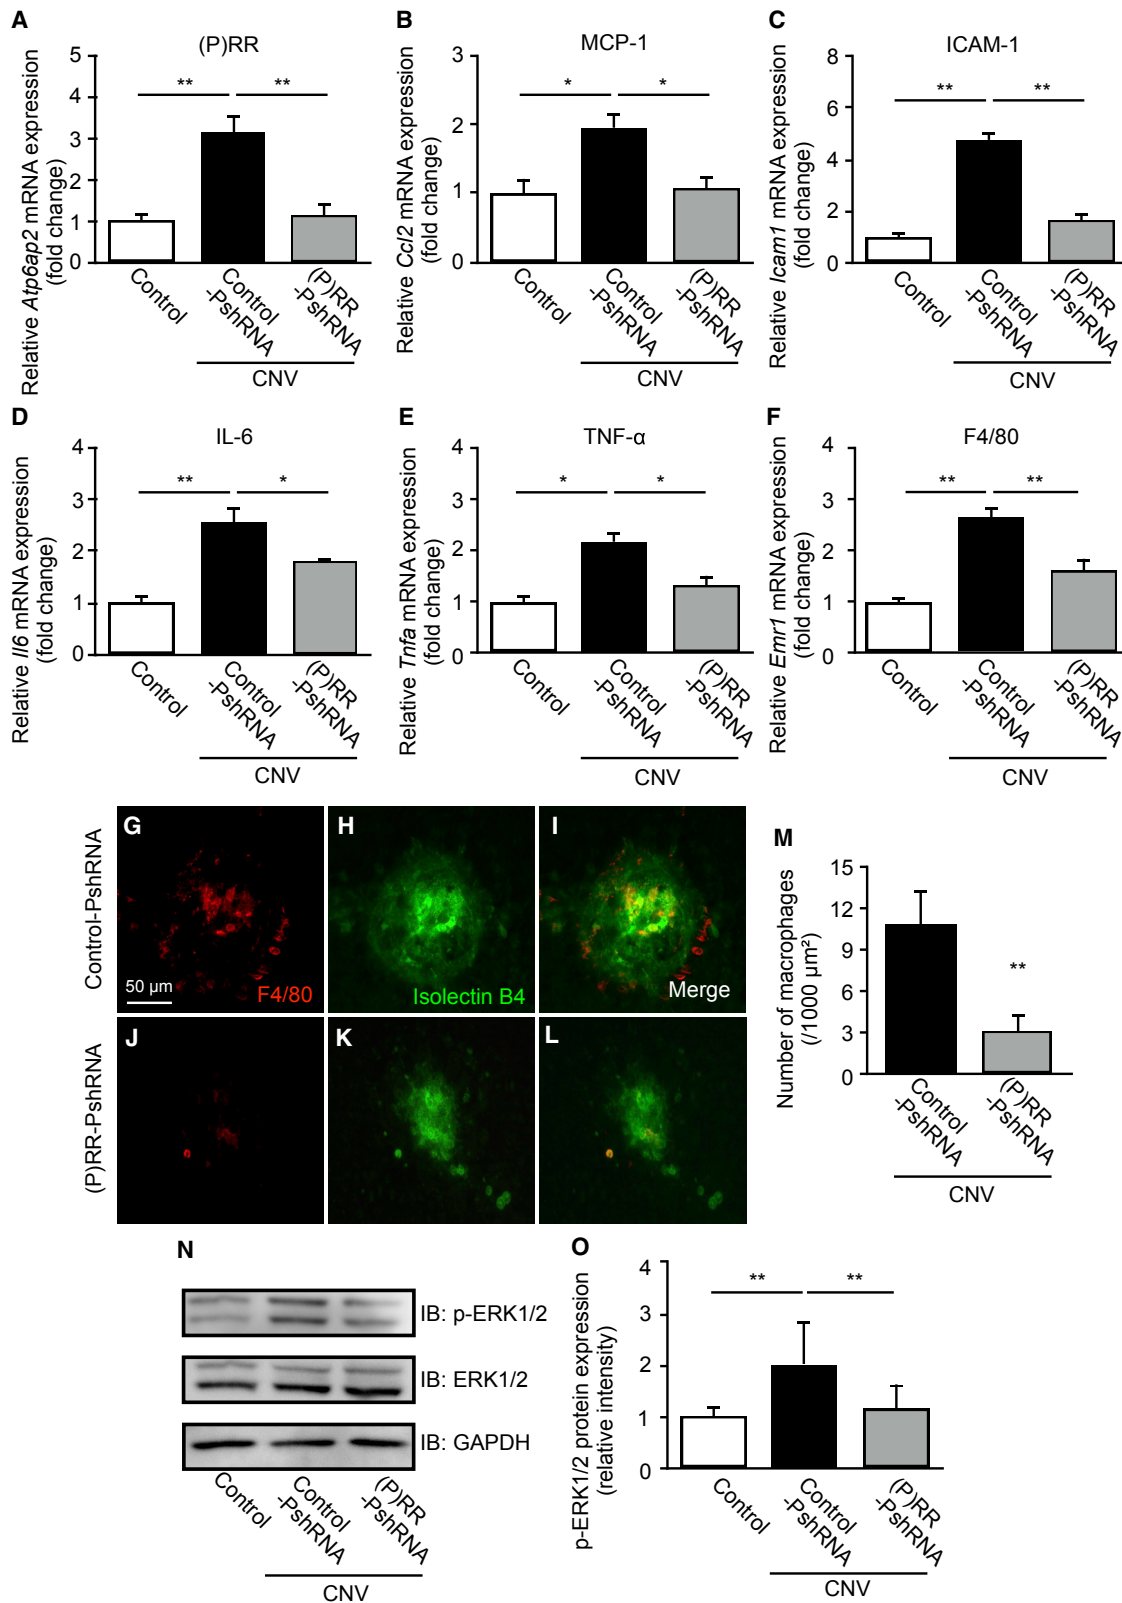 A
(P)RR
Relative Atp6ap2 mRNA expression
(fold change)
5
4
3
2
1
0
**
**
Control
Control
-PshRNA
(P)RR
-PshRNA
CNV
B
MCP-1
Relative Ccl2 mRNA expression
(fold change)
3
2
1
0
*
*
Control
Control
-PshRNA
(P)RR
-PshRNA
CNV
C
ICAM-1
Relative Icam1 mRNA expression
(fold change)
8
6
4
2
0
**
**
Control
Control
-PshRNA
(P)RR
-PshRNA
CNV
D
IL-6
Relative Il6 mRNA expression
(fold change)
4
3
2
1
0
**
*
Control
Control
-PshRNA
(P)RR
-PshRNA
CNV
E
TNF-α
Relative Tnfa mRNA expression
(fold change)
4
3
2
1
0
*
*
Control
Control
-PshRNA
(P)RR
-PshRNA
CNV
F
F4/80
Relative Emr1 mRNA expression
(fold change)
4
3
2
1
0
**
**
Control
Control
-PshRNA
(P)RR
-PshRNA
CNV
Control-PshRNA
G
50 µm
F4/80
H
Isolectin B4
I
Merge
(P)RR-PshRNA
J
K
L
M
Number of macrophages
(/1000 µm²)
15
12
9
6
3
0
**
Control
-PshRNA
(P)RR
-PshRNA
CNV
N
IB: p-ERK1/2
IB: ERK1/2
IB: GAPDH
Control
Control
-PshRNA
(P)RR
-PshRNA
CNV
O
p-ERK1/2 protein expression
(relative intensity)
4
3
2
1
0
**
**
Control
Control
-PshRNA
(P)RR
-PshRNA
CNV